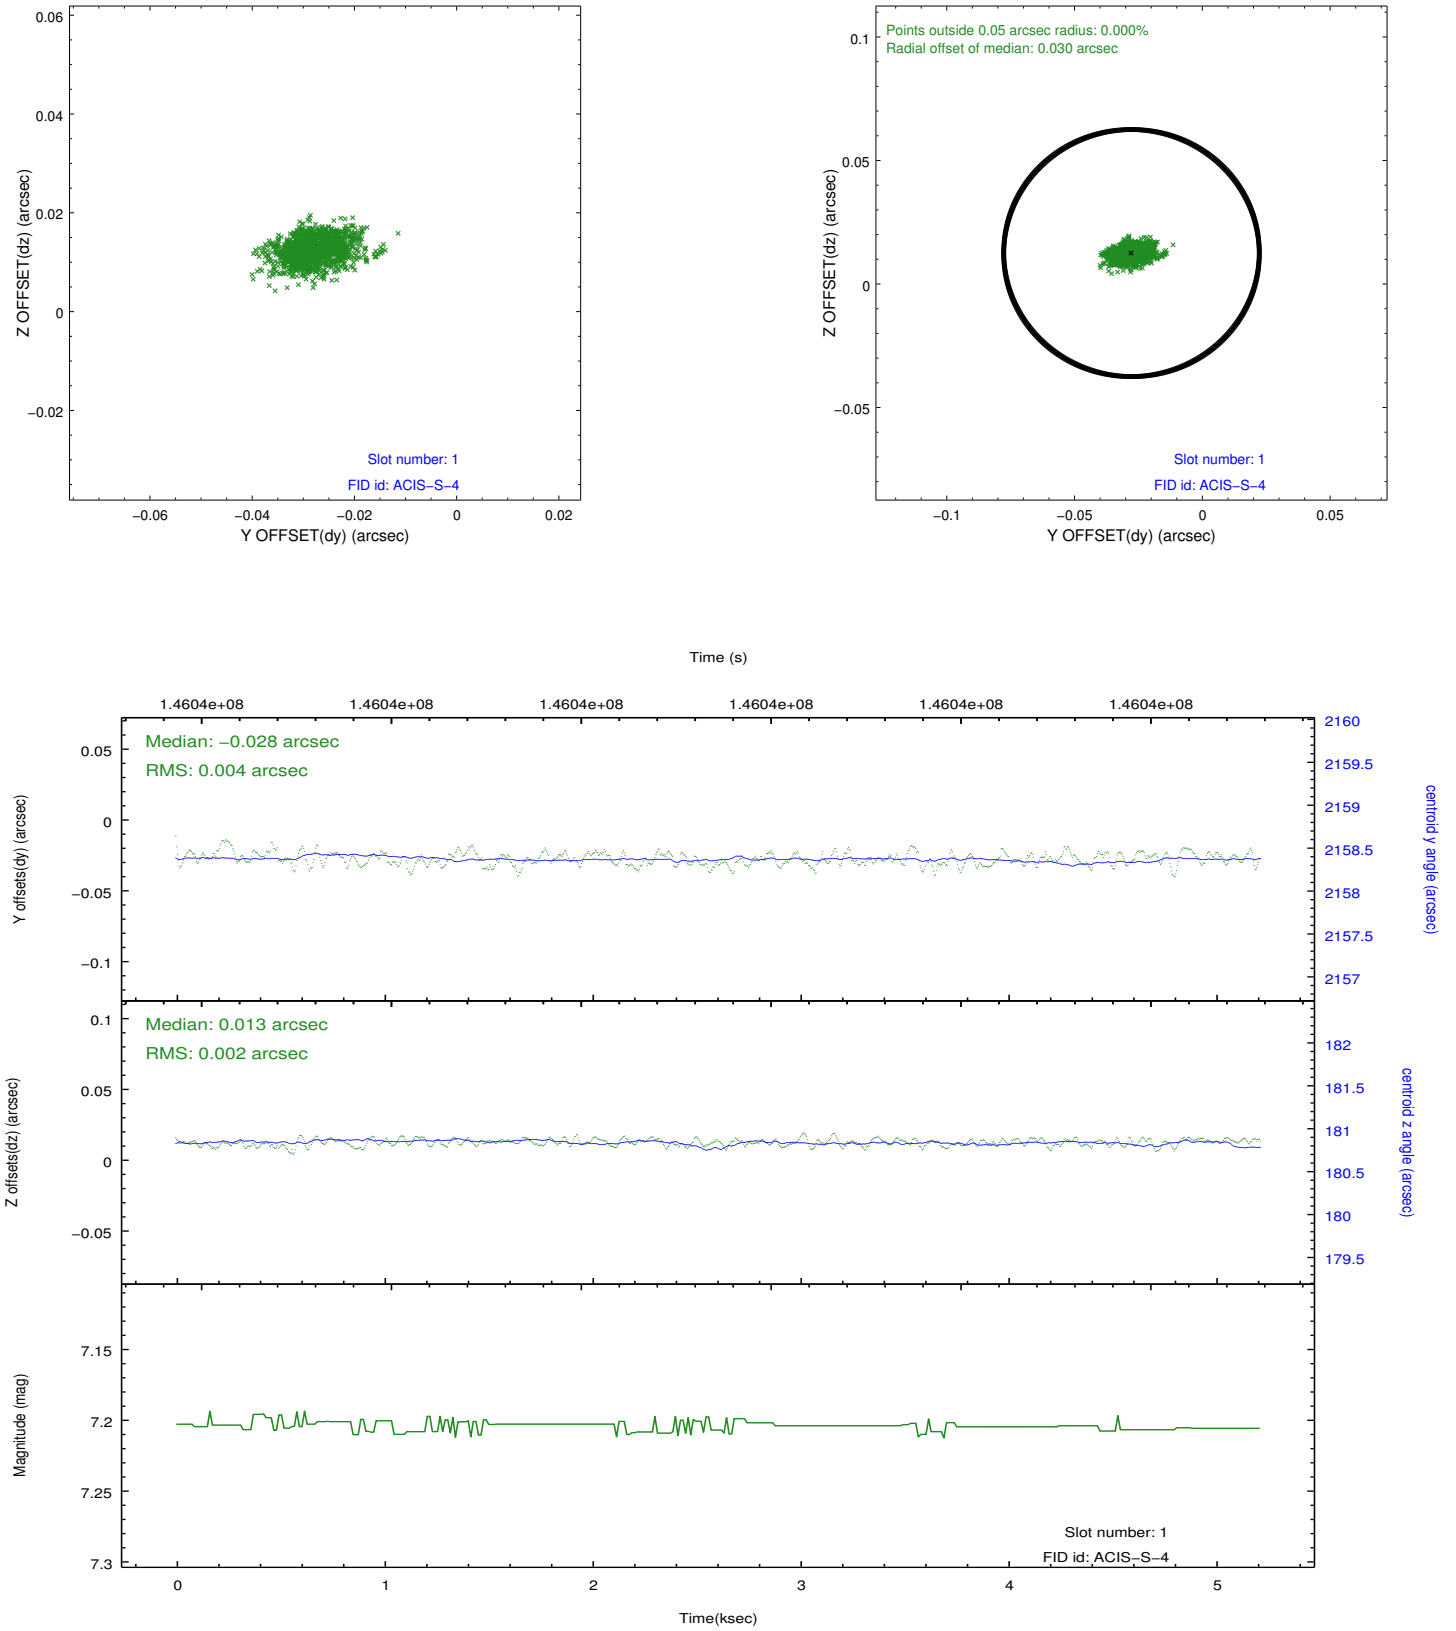 0.06
0.04
0.02
0
−0.02
Z OFFSET(dz) (arcsec)
Slot number: 1
FID id: ACIS−S−4
−0.06 −0.04 −0.02 0 0.02
Y OFFSET(dy) (arcsec)
Points outside 0.05 arcsec radius: 0.000%
Radial offset of median: 0.030 arcsec
0.1
0.05
0
−0.05
Z OFFSET(dz) (arcsec)
Slot number: 1
FID id: ACIS−S−4
−0.1 −0.05 0 0.05
Y OFFSET(dy) (arcsec)
Time (s)
1.4604e+08 1.4604e+08 1.4604e+08 1.4604e+08 1.4604e+08 1.4604e+08
Median: −0.028 arcsec
RMS: 0.004 arcsec
0.05
0
−0.05
−0.1
Y offsets(dy) (arcsec)
2160
2159.5
2159
2158.5
2158
2157.5
2157
centroid y angle (arcsec)
Median: 0.013 arcsec
RMS: 0.002 arcsec
0.1
0.05
0
−0.05
Z offsets(dz) (arcsec)
182
181.5
181
180.5
180
179.5
centroid z angle (arcsec)
7.15
7.2
7.25
7.3
Magnitude (mag)
Slot number: 1
FID id: ACIS−S−4
0 1 2 3 4 5
Time(ksec)